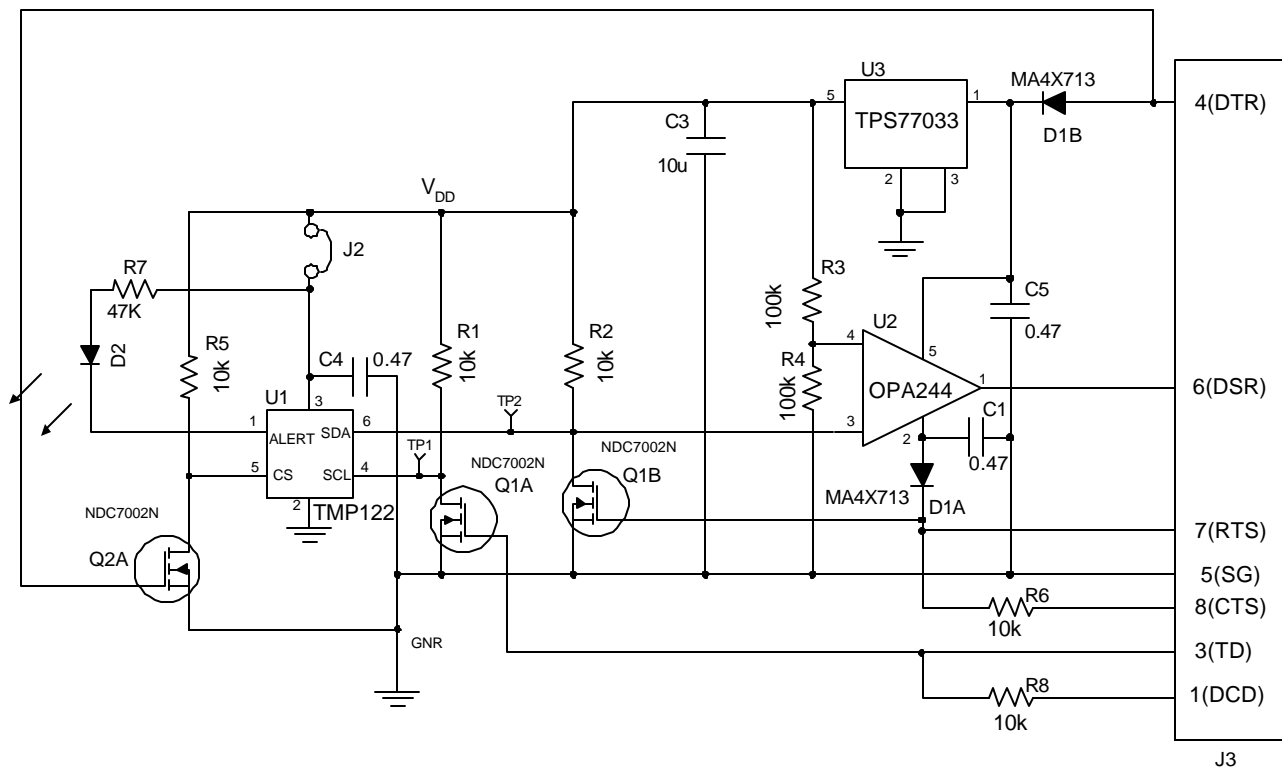 U3
MA4X713
5
1
4(DTR)
TPS77033
C3
D1B
10u
2
3
V DD
J2
R7
R3
47K
C5
100k
0.47
U2
D2
R5
10k
R1
10k
R2
10k
C4
0.47
4
R4
100k
5
OPA244
1
6(DSR)
U1
3
TP2
C1
1
ALERT
SDA
6
3
2
0.47
TP1
NDC7002N
5
CS
SCL
4
NDC7002N
Q1B
Q1A
2
TMP122
MA4X713
D1A
NDC7002N
7(RTS)
Q2A
5(SG)
R6
8(CTS)
10k
GNR
3(TD)
R8
1(DCD)
10k
J3